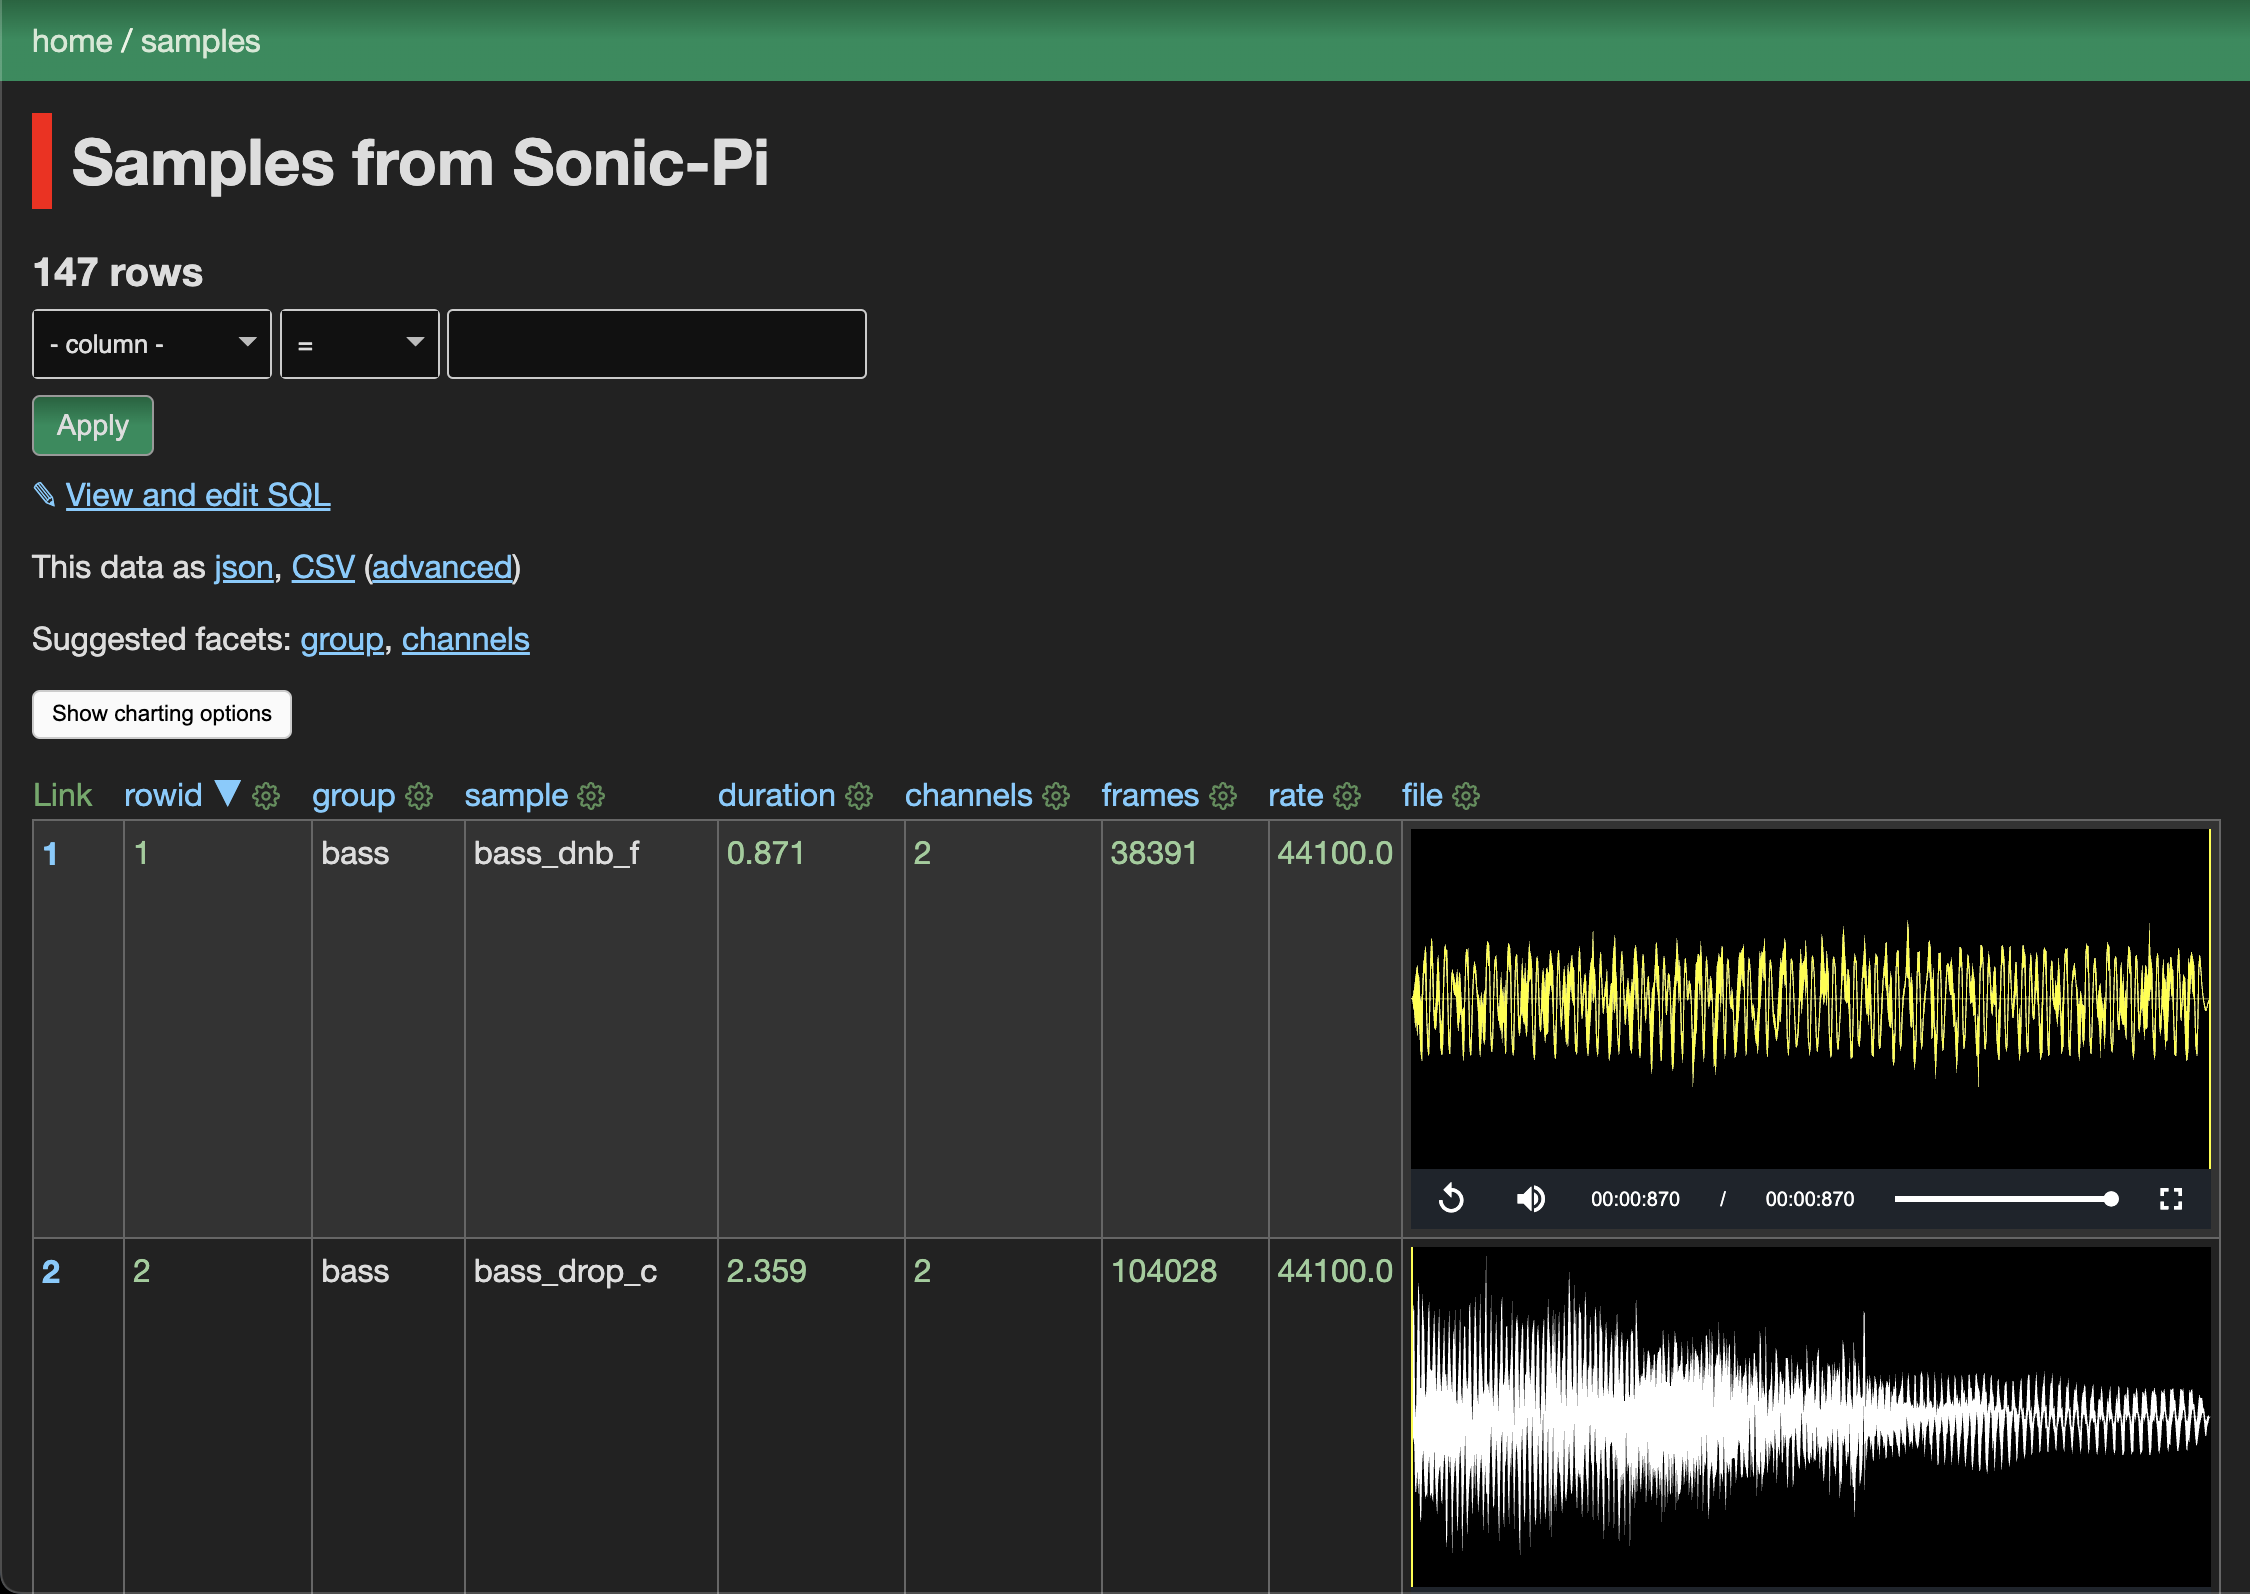 home / samples
Samples from Sonic-Pi
147 rows
- column - =
Apply
✎ View and edit SQL
This data as json, CSV (advanced)
Suggested facets: group, channels
Show charting options
Link rowid ▼ group sample duration channels frames rate file
1 1 bass bass_dnb_f 0.871 2 38391 44100.0
00:00:870 / 00:00:870
2 2 bass bass_drop_c 2.359 2 104028 44100.0